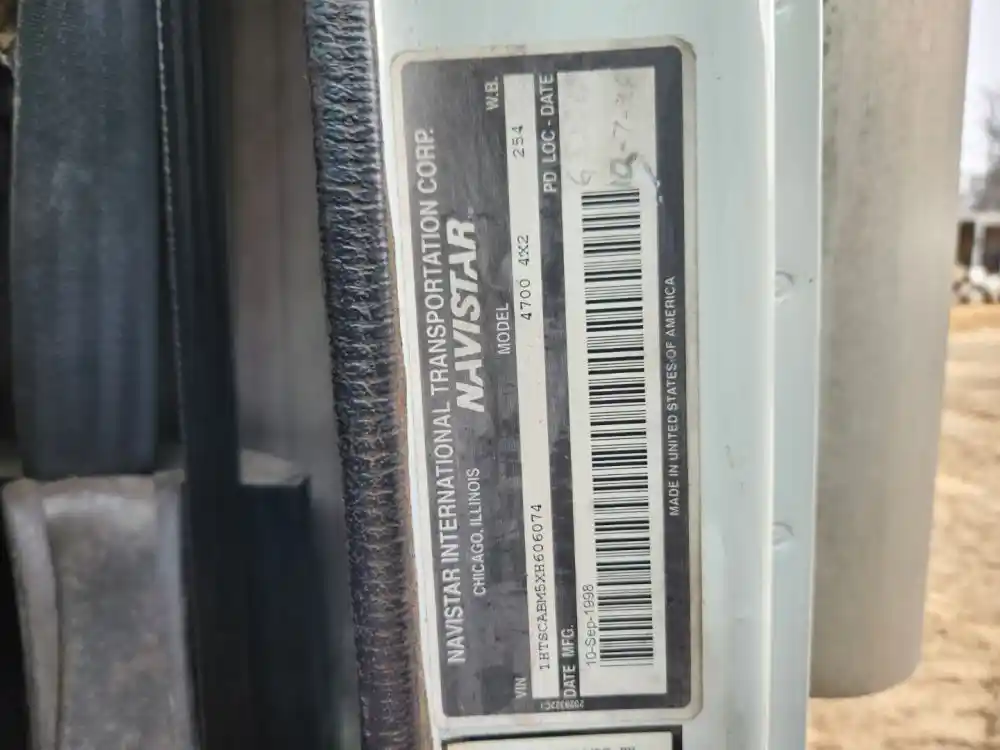 NAVISTAR INTERNATIONAL TRANSPORTATION CORP.
CHICAGO, ILLINOIS
NAVISTAR
MODEL
W.B.
VIN
1HTSCABM5XH606074
4700 4X2
254
DATE MFG.
PD LOC - DATE
10-Sep-1998
MADE IN UNITED STATES OF AMERICA